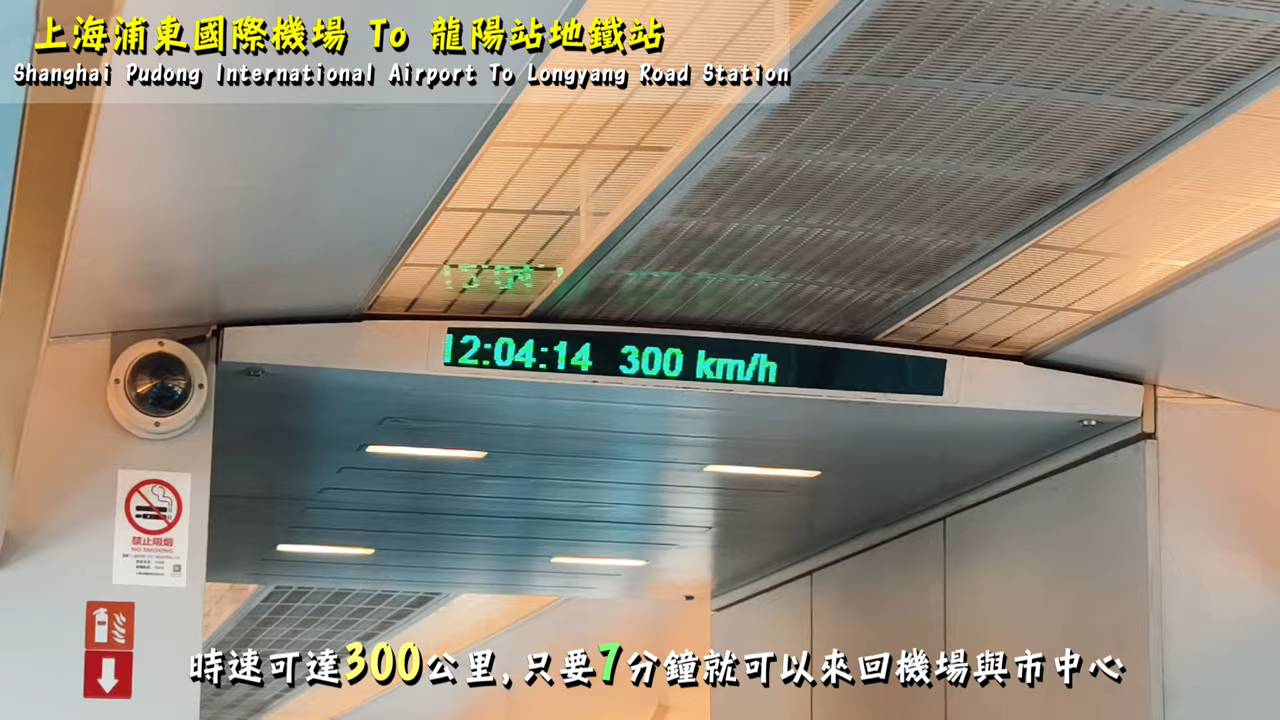 上海浦東國際機場 To 龍陽站地鐵站
Shanghai Pudong International Airport To Longyang Road Station
12:04:14 300 km/h
禁止吸烟
NO SMOKING
時速可達300公里,只要7分鐘就可以來回機場與市中心